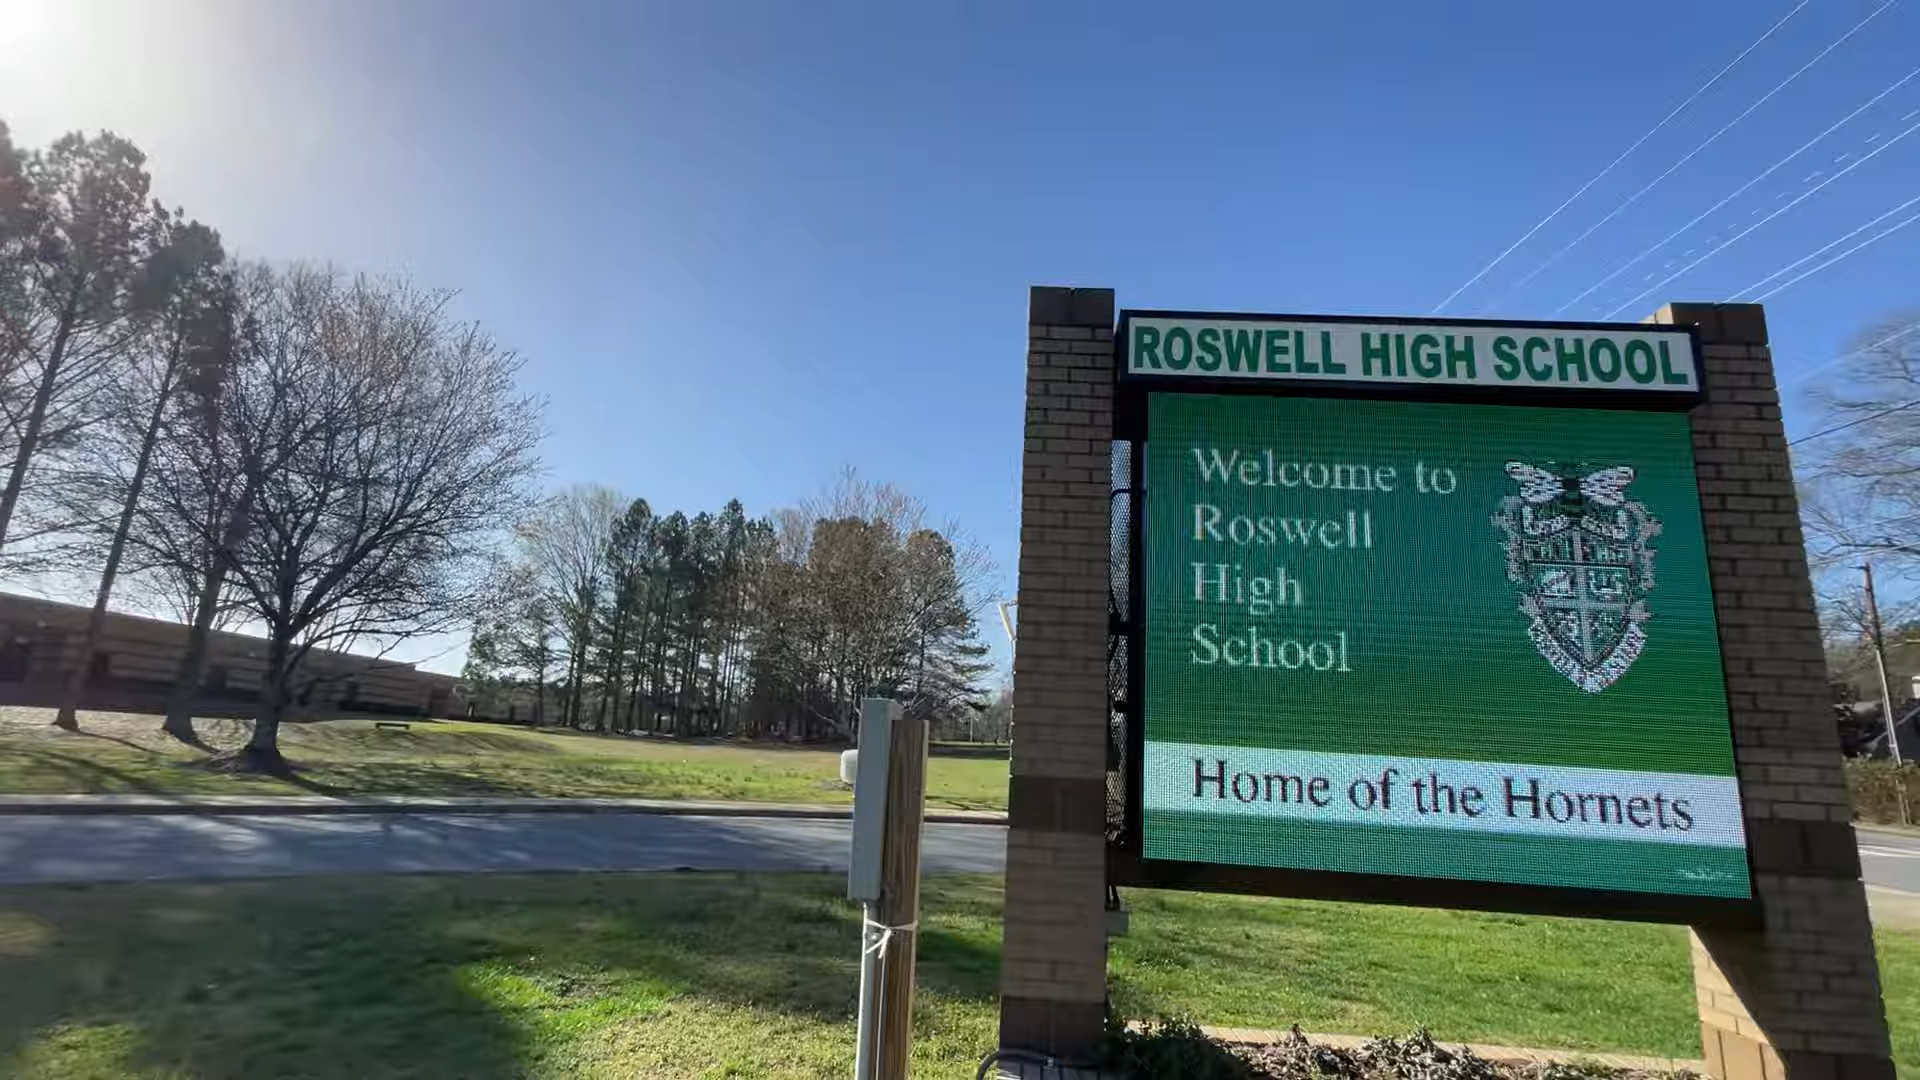 ROSWELL HIGH SCHOOL
Welcome to
Roswell
High
School
Home of the Hornets